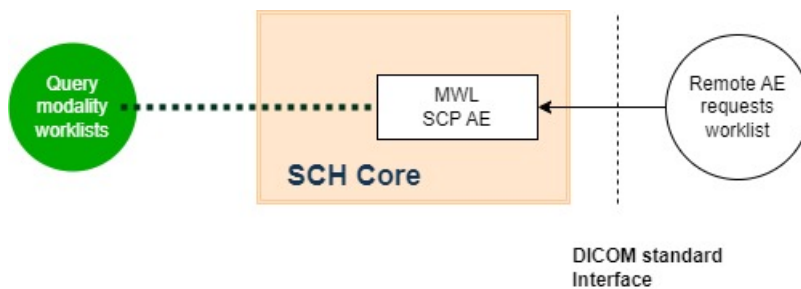 Query
modality
worklists
MWL
SCP AE
Remote AE
requests
worklist
SCH Core
DICOM standard
Interface